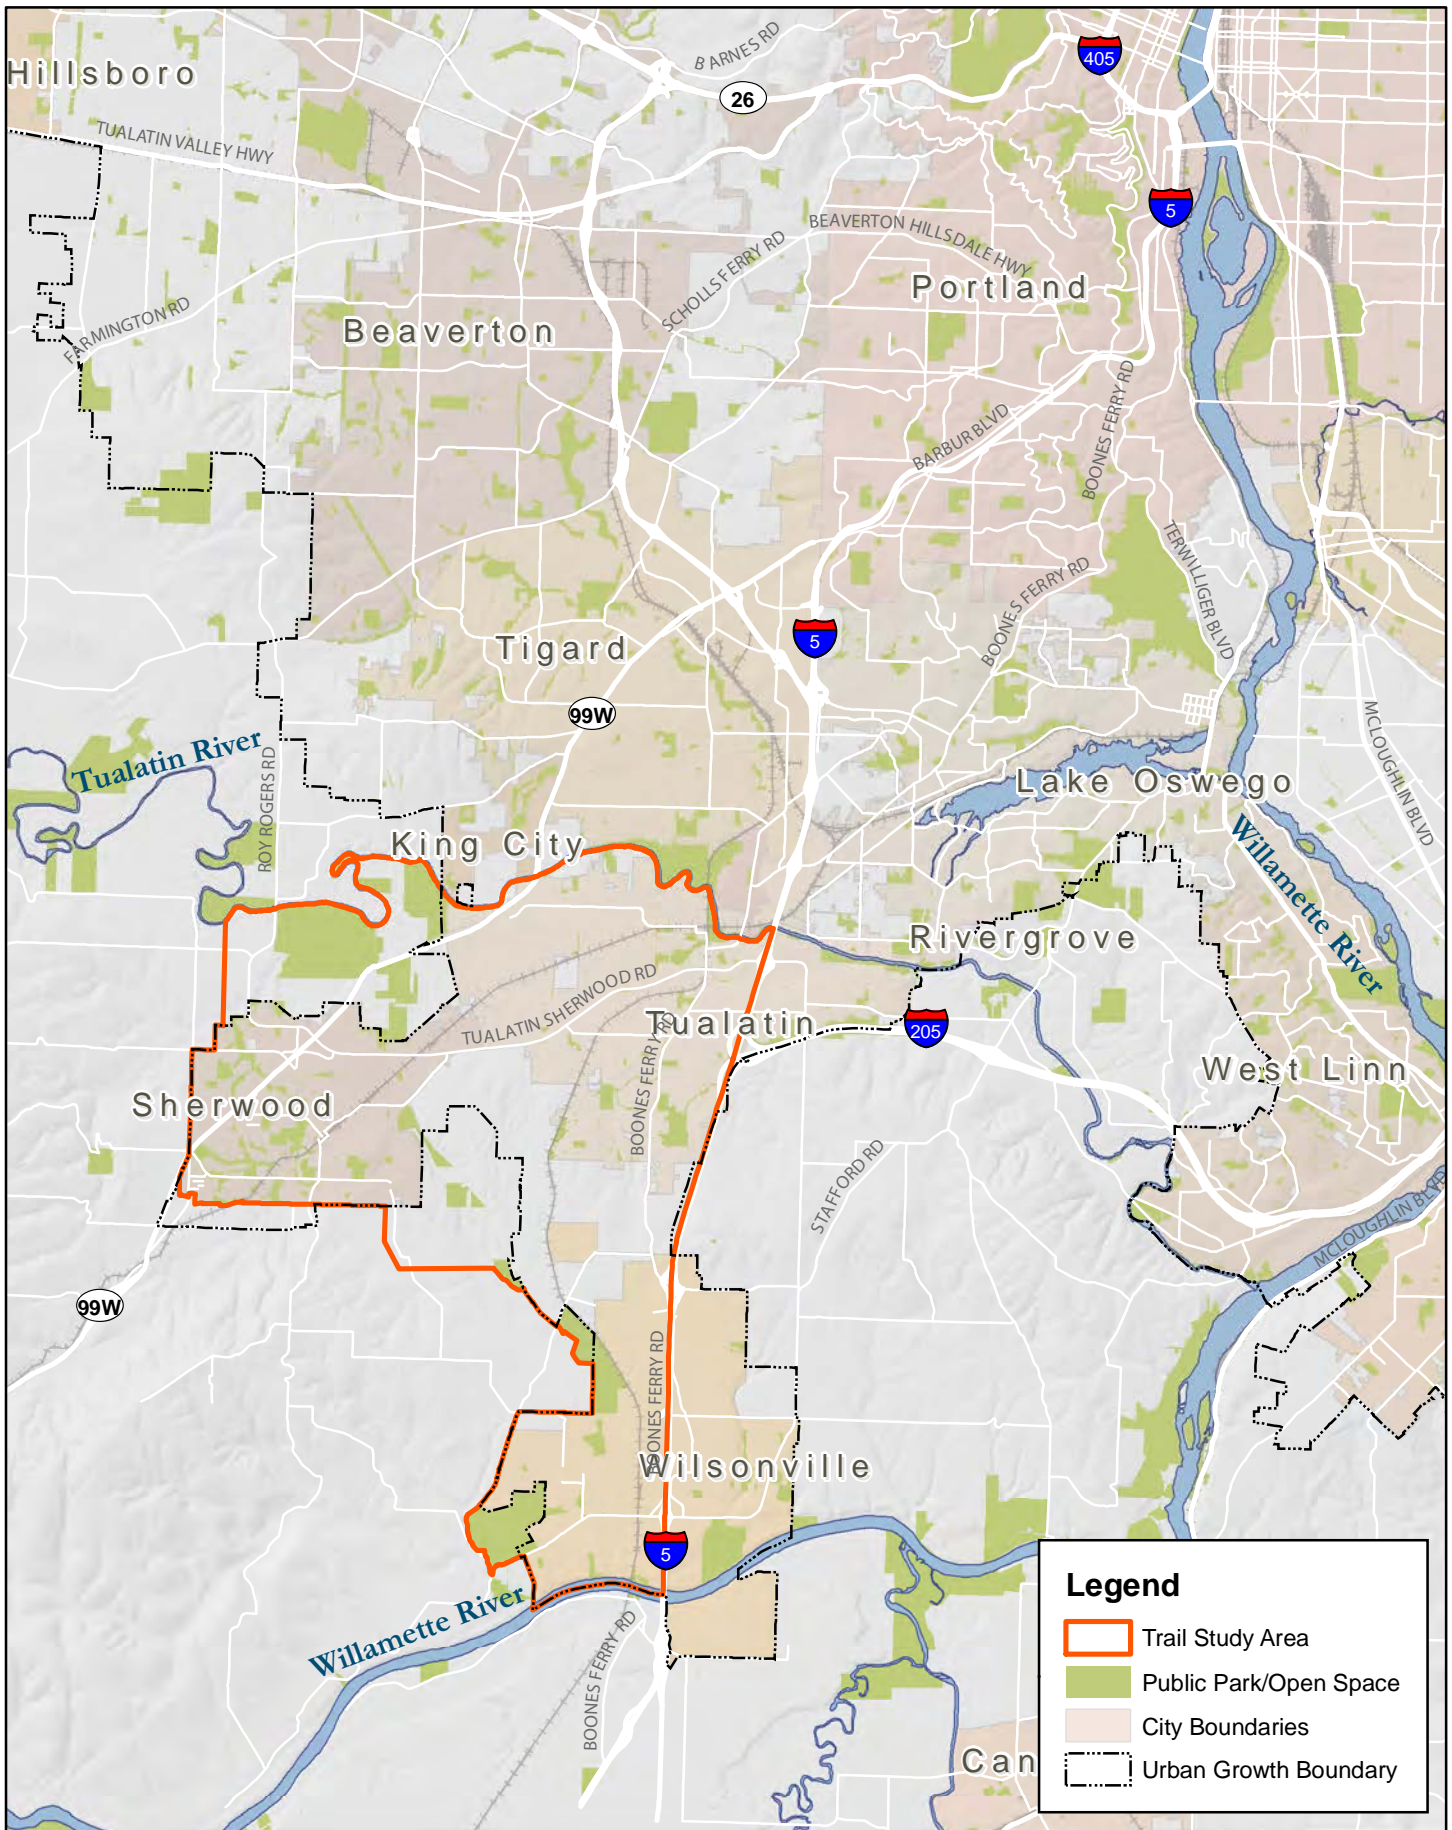 Hillsboro
BARNES RD
405
26
TUALATIN VALLEY HWY
5
BEAVERTON HILLSDALE HWY
SCHOLLS FERRY RD
Portland
FARMINGTON RD
Beaverton
BOONES FERRY RD
BARBUR BLVD
TERWILLIGER BLVD
BOONES FERRY RD
5
Tigard
99W
MCLOUGHLIN BLVD
Tualatin River
ROY ROGERS RD
Lake Oswego
King City
Willamette River
Rivergrove
TUALATIN SHERWOOD RD
Tualatin
205
BOONES FERRY RD
West Linn
Sherwood
STAFFORD RD
MCLOUGHLIN BLVD
99W
BOONES FERRY RD
Wilsonville
5
Willamette River
BOONES FERRY RD
Can
Legend
Trail Study Area
Public Park/Open Space
City Boundaries
Urban Growth Boundary